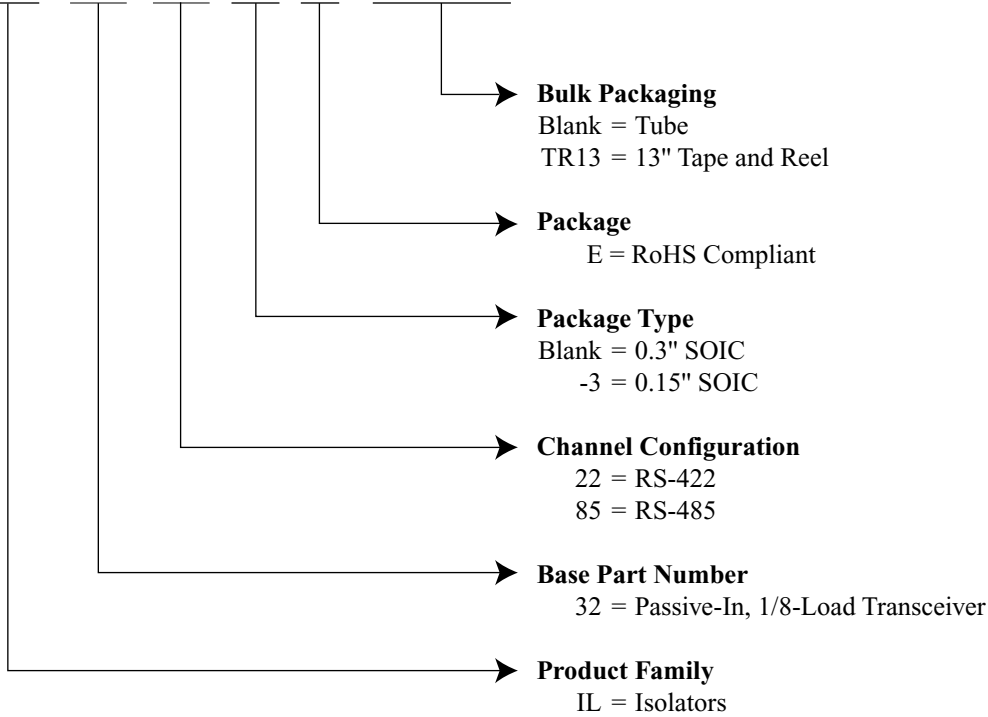 Bulk Packaging
Blank = Tube
TR13 = 13" Tape and Reel
Package
E = RoHS Compliant
Package Type
Blank = 0.3" SOIC
-3 = 0.15" SOIC
Channel Configuration
22 = RS-422
85 = RS-485
Base Part Number
32 = Passive-In, 1/8-Load Transceiver
Product Family
IL = Isolators